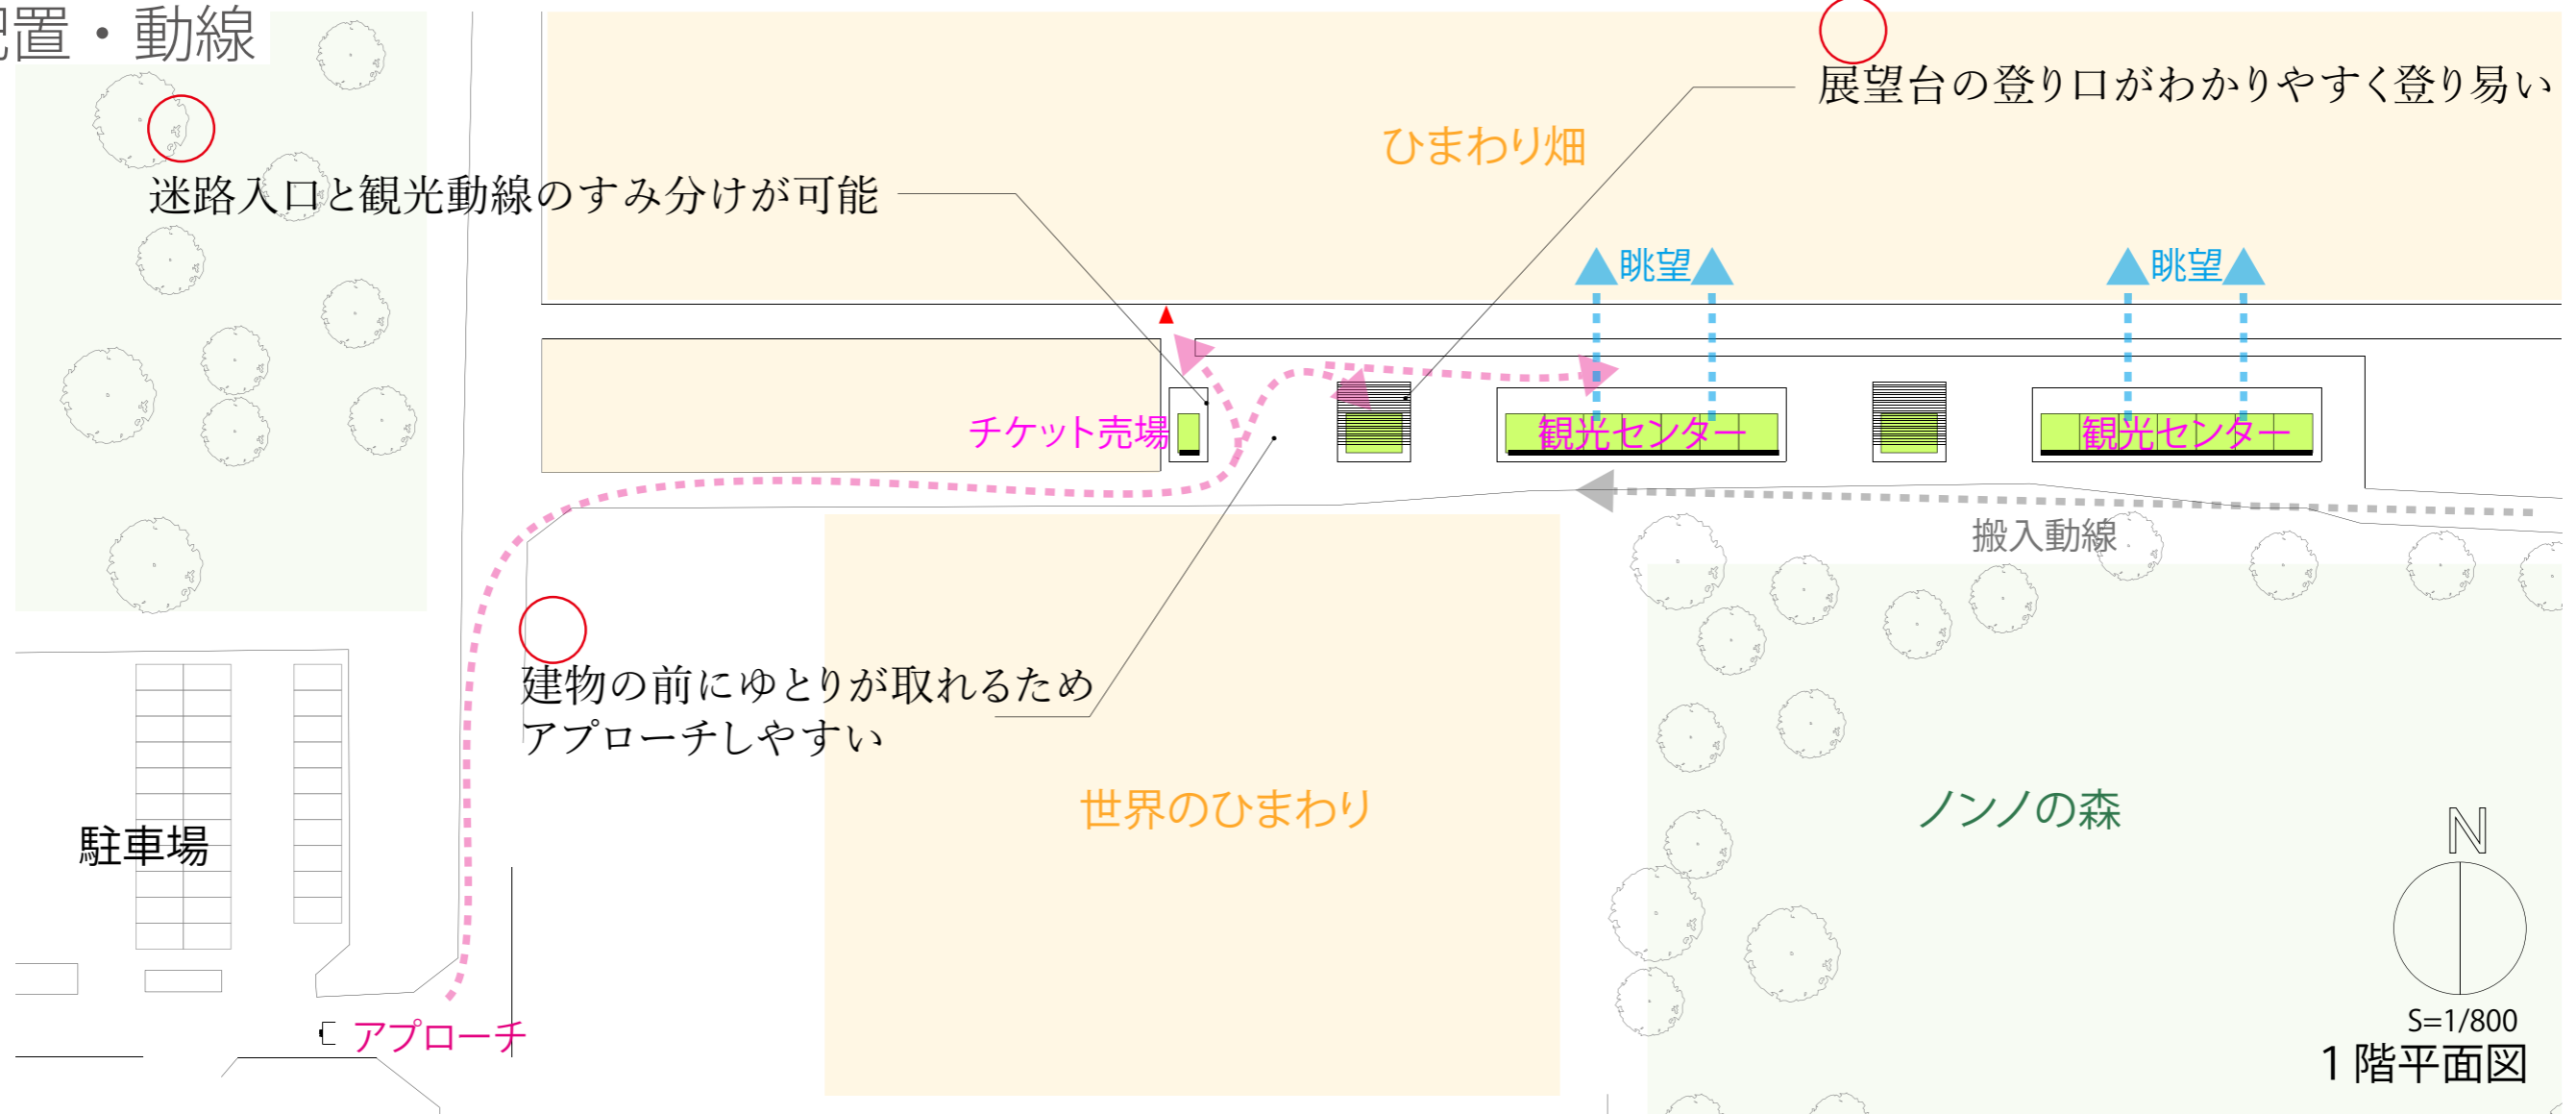 配置・動線
展望台の登り口がわかりやすく登り易い
ひまわり畑
迷路入口と観光動線のすみ分けが可能
眺望
眺望
チケット売場
観光センター
観光センター
搬入動線
建物の前にゆとりが取れるため
アプローチしやすい
世界のひまわり
ノンノの森
駐車場
N
アプローチ
S=1/800
1階平面図